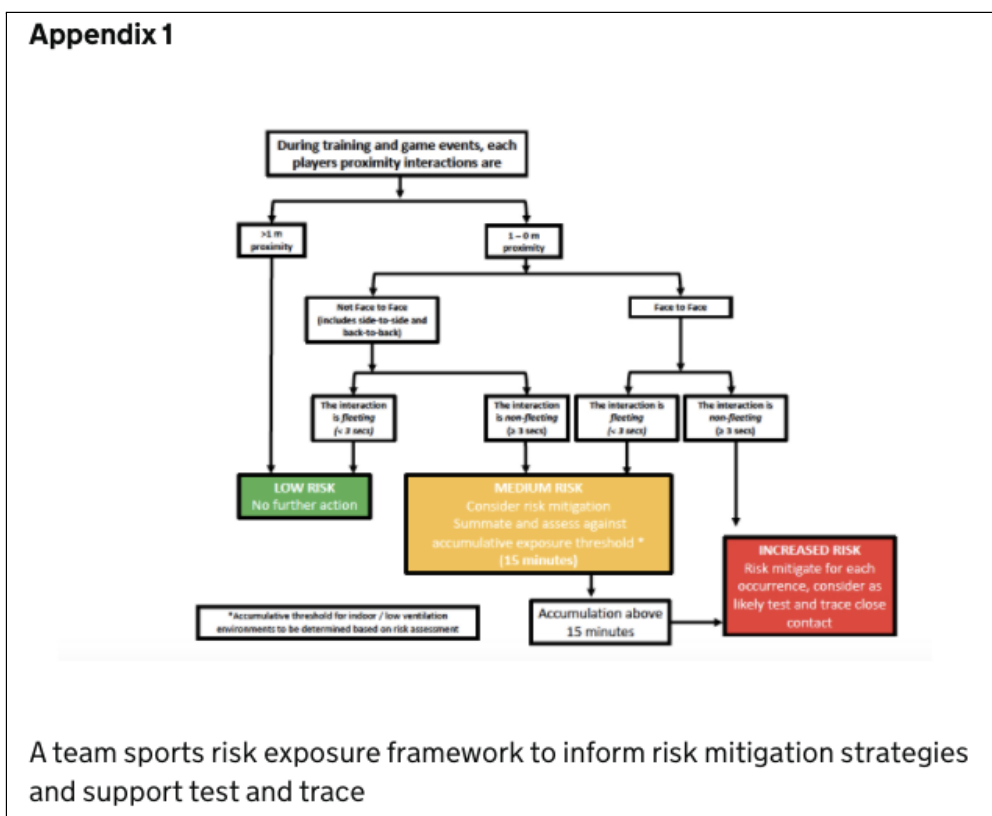 Appendix 1
During training and game events, each
players proximity interactions are
>1 m
proximity
1 – 0 m
proximity
Not Face to Face
(includes side-to-side and
back-to-back)
Face to Face
The interaction
is fleeting
(< 3 secs)
The interaction
is non-fleeting
(≥ 3 secs)
The interaction is
fleeting
(< 3 secs)
The interaction is
non-fleeting
(≥ 3 secs)
LOW RISK
No further action
MEDIUM RISK
Consider risk mitigation
Summate and assess against
accumulative exposure threshold *
(15 minutes)
INCREASED RISK
Risk mitigate for each
occurrence, consider as
likely test and trace close
contact
*Accumulative threshold for indoor / low ventilation
environments to be determined based on risk assessment
Accumulation above
15 minutes
A team sports risk exposure framework to inform risk mitigation strategies
and support test and trace